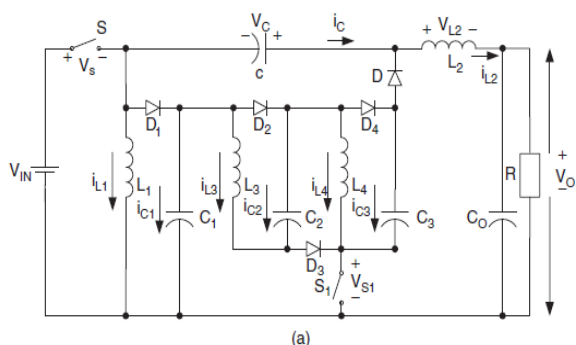 S
+ Vs −
− VC +
C
iC
+ VL2 −
L2
iL2
D
D1
D2
D4
VIN
iL1
L1
iC1
C1
iL3
L3
iC2
C2
iL4
L4
iC3
C3
D3
S1
+
VS1
−
CO
R
+
VO
−
(a)